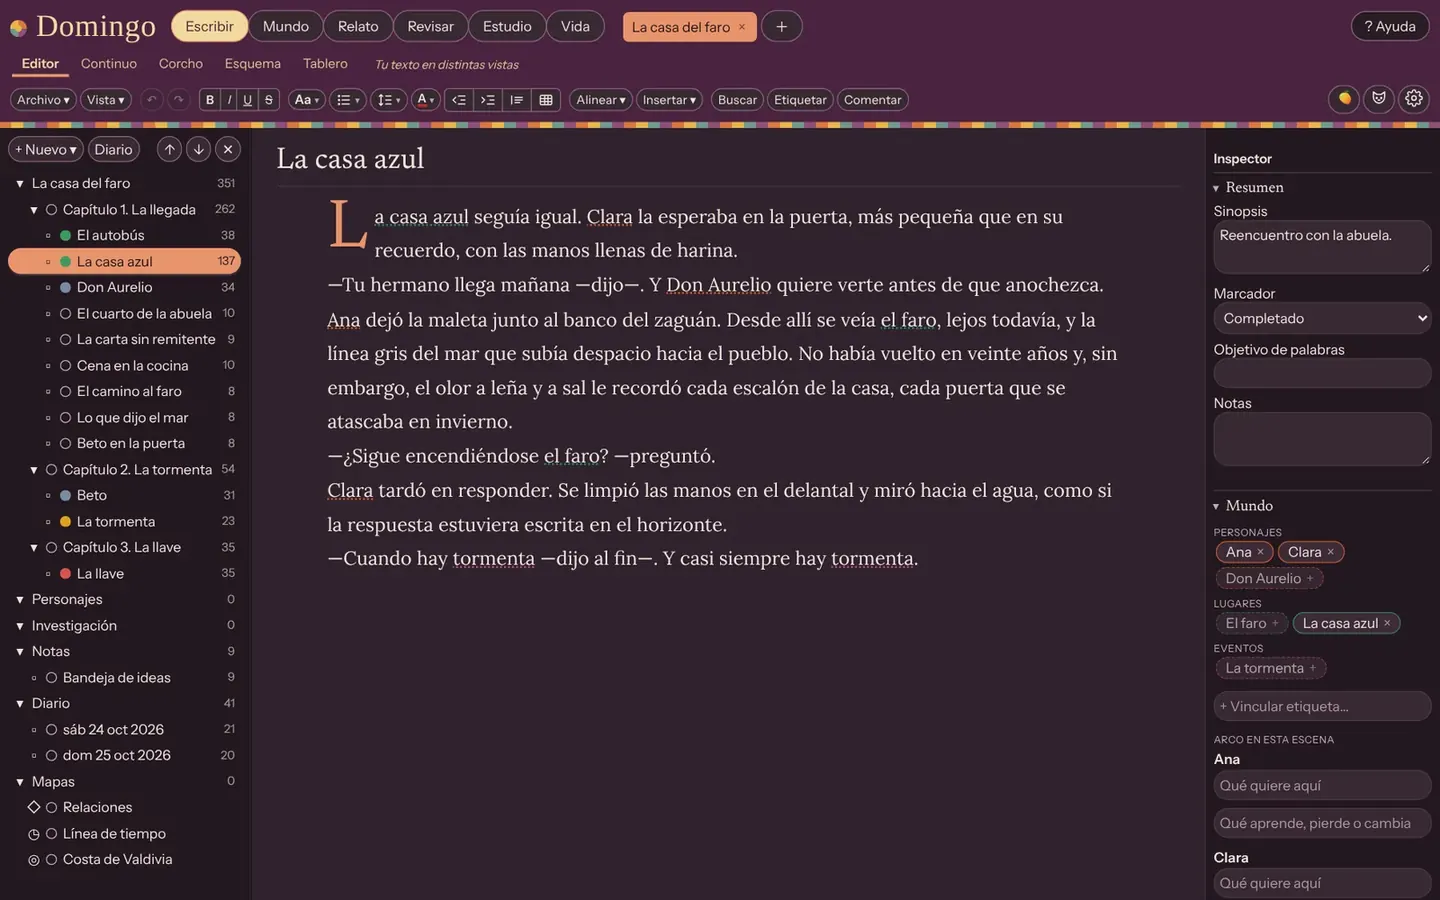 Domingo
Escribir
Mundo
Relato
Revisar
Estudio
Vida
La casa del faro ×
+
? Ayuda
Editor
Continuo
Corcho
Esquema
Tablero
Tu texto en distintas vistas
Archivo ▾
Vista ▾
B
I
U
S
Aa
A
Alinear ▾
Insertar ▾
Buscar
Etiquetar
Comentar
+ Nuevo ▾
Diario
La casa del faro 351
Capítulo 1. La llegada 262
El autobús 38
La casa azul 137
Don Aurelio 34
El cuarto de la abuela 10
La carta sin remitente 9
Cena en la cocina 10
El camino al faro 8
Lo que dijo el mar 8
Beto en la puerta 8
Capítulo 2. La tormenta 54
Beto 31
La tormenta 23
Capítulo 3. La llave 35
La llave 35
Personajes 0
Investigación 0
Notas 9
Bandeja de ideas 9
Diario 41
sáb 24 oct 2026 21
dom 25 oct 2026 20
Mapas 0
Relaciones
Línea de tiempo
Costa de Valdivia
La casa azul
La casa azul seguía igual. Clara la esperaba en la puerta, más pequeña que en su
recuerdo, con las manos llenas de harina.
—Tu hermano llega mañana —dijo—. Y Don Aurelio quiere verte antes de que anochezca.
Ana dejó la maleta junto al banco del zaguán. Desde allí se veía el faro, lejos todavía, y la
línea gris del mar que subía despacio hacia el pueblo. No había vuelto en veinte años y, sin
embargo, el olor a leña y a sal le recordó cada escalón de la casa, cada puerta que se
atascaba en invierno.
—¿Sigue encendiéndose el faro? —preguntó.
Clara tardó en responder. Se limpió las manos en el delantal y miró hacia el agua, como si
la respuesta estuviera escrita en el horizonte.
—Cuando hay tormenta —dijo al fin—. Y casi siempre hay tormenta.
Inspector
Resumen
Sinopsis
Reencuentro con la abuela.
Marcador
Completado
Objetivo de palabras
Notas
Mundo
PERSONAJES
Ana ×
Clara ×
Don Aurelio +
LUGARES
El faro +
La casa azul ×
EVENTOS
La tormenta +
+ Vincular etiqueta...
ARCO EN ESTA ESCENA
Ana
Qué quiere aquí
Qué aprende, pierde o cambia
Clara
Qué quiere aquí